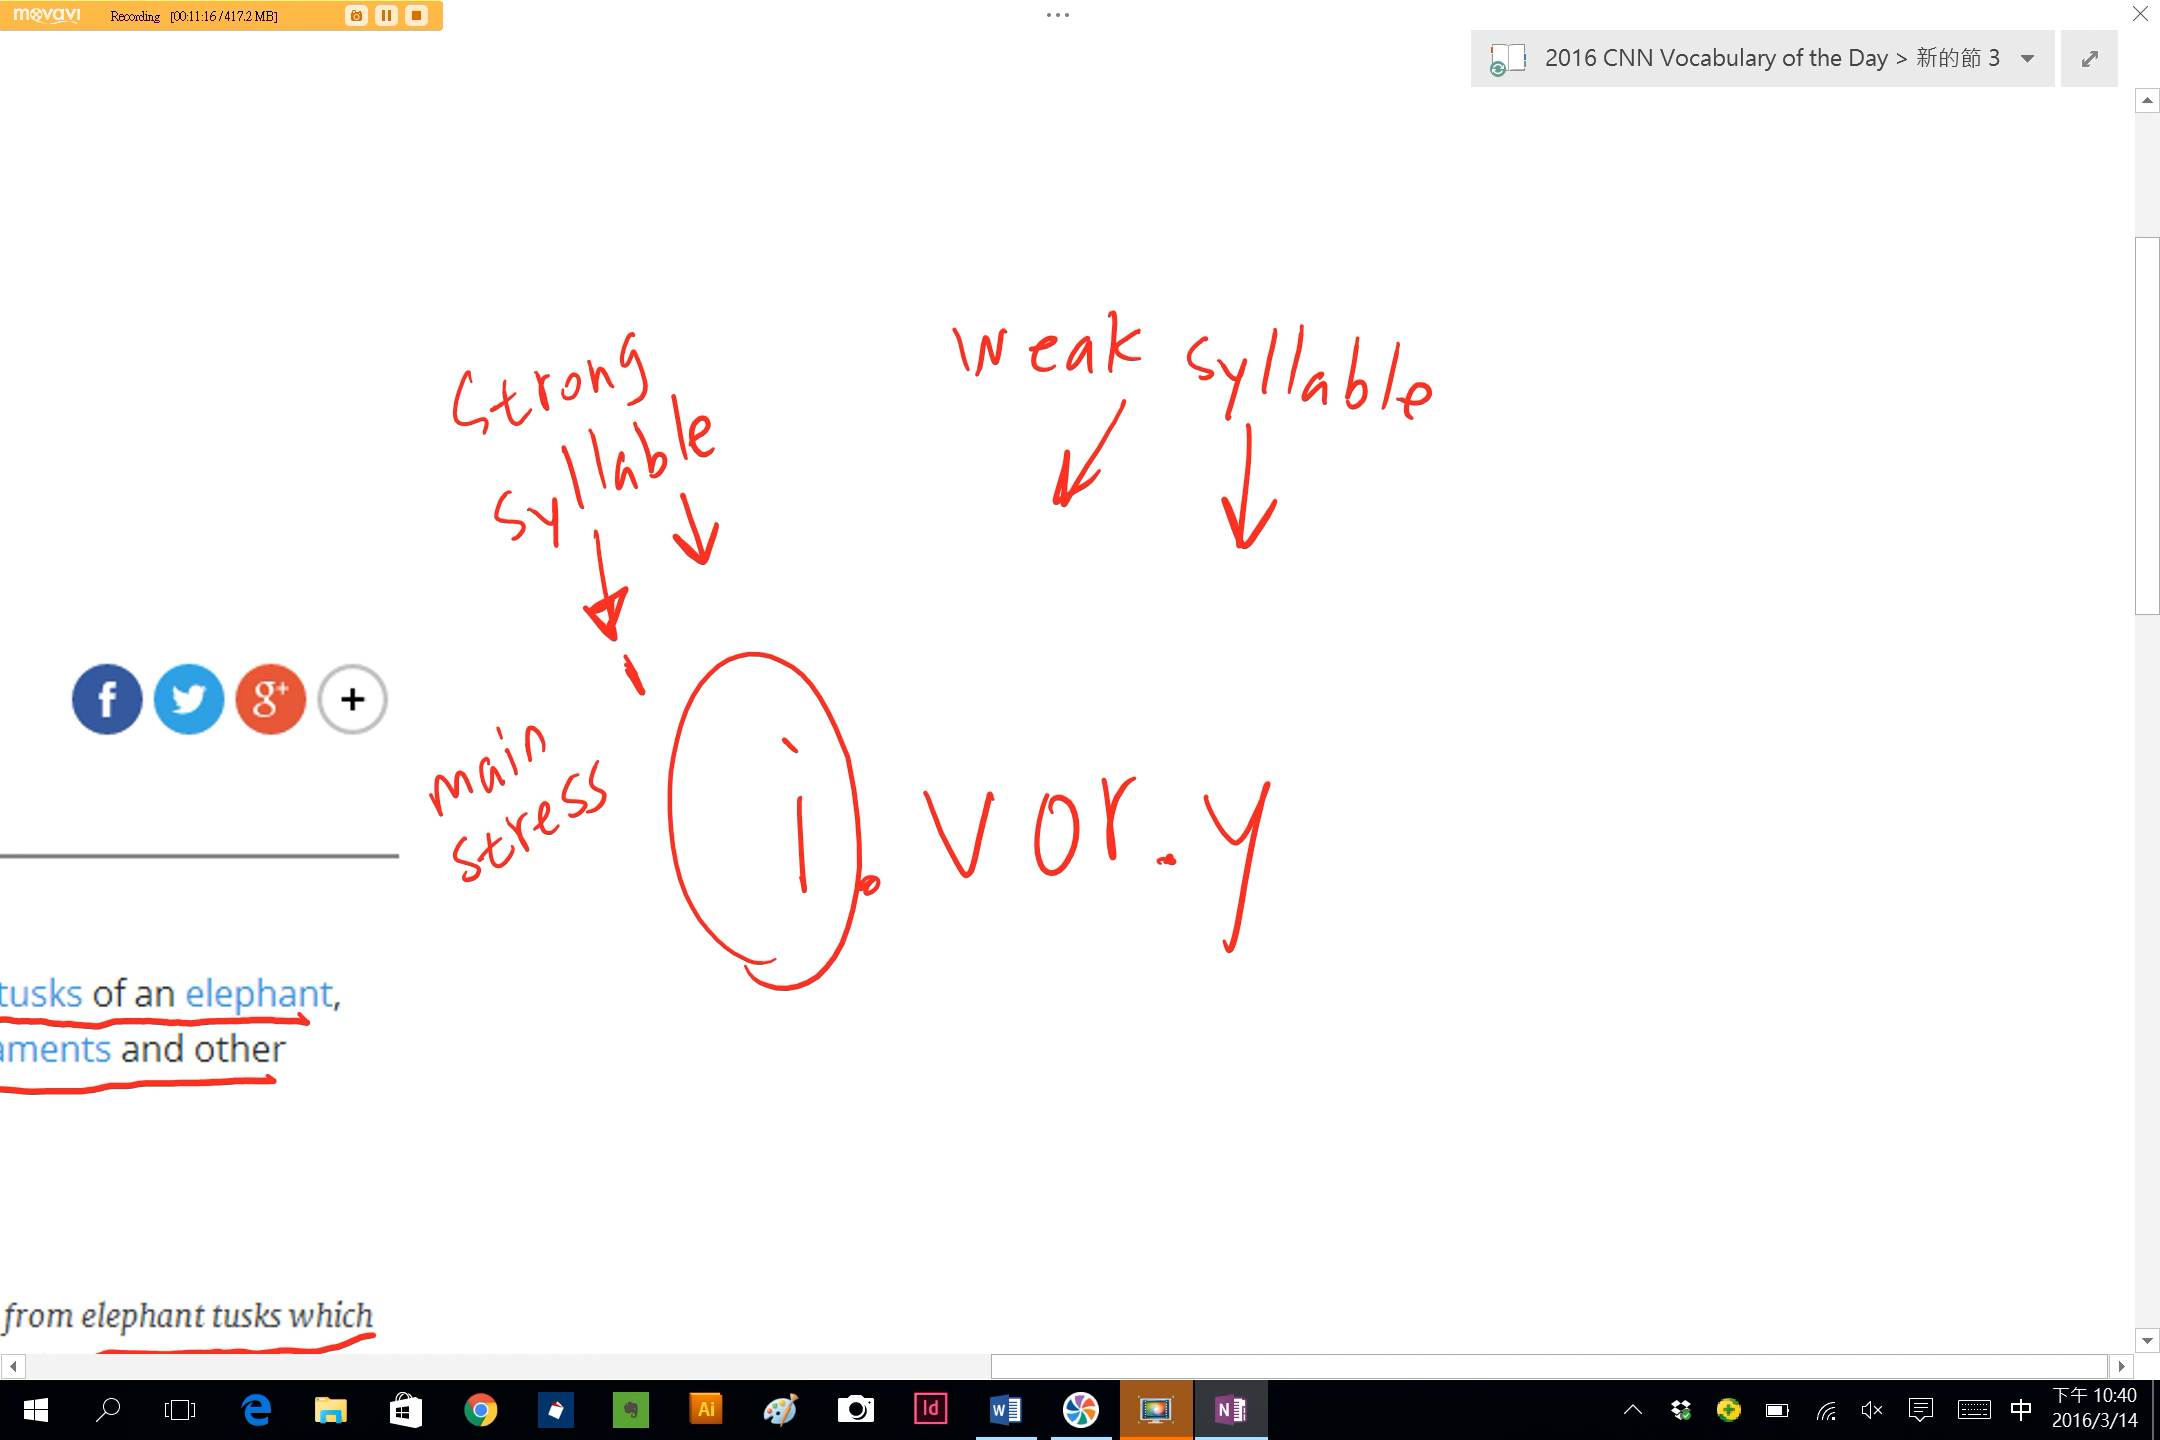 movavi Recording [00:11:16 / 417.2 MB]
2016 CNN Vocabulary of the Day > 新的節 3
Strong
syllable
weak syllable
main
stress
i.vor.y
tusks of an elephant,
aments and other
from elephant tusks which
下午 10:40
2016/3/14
中